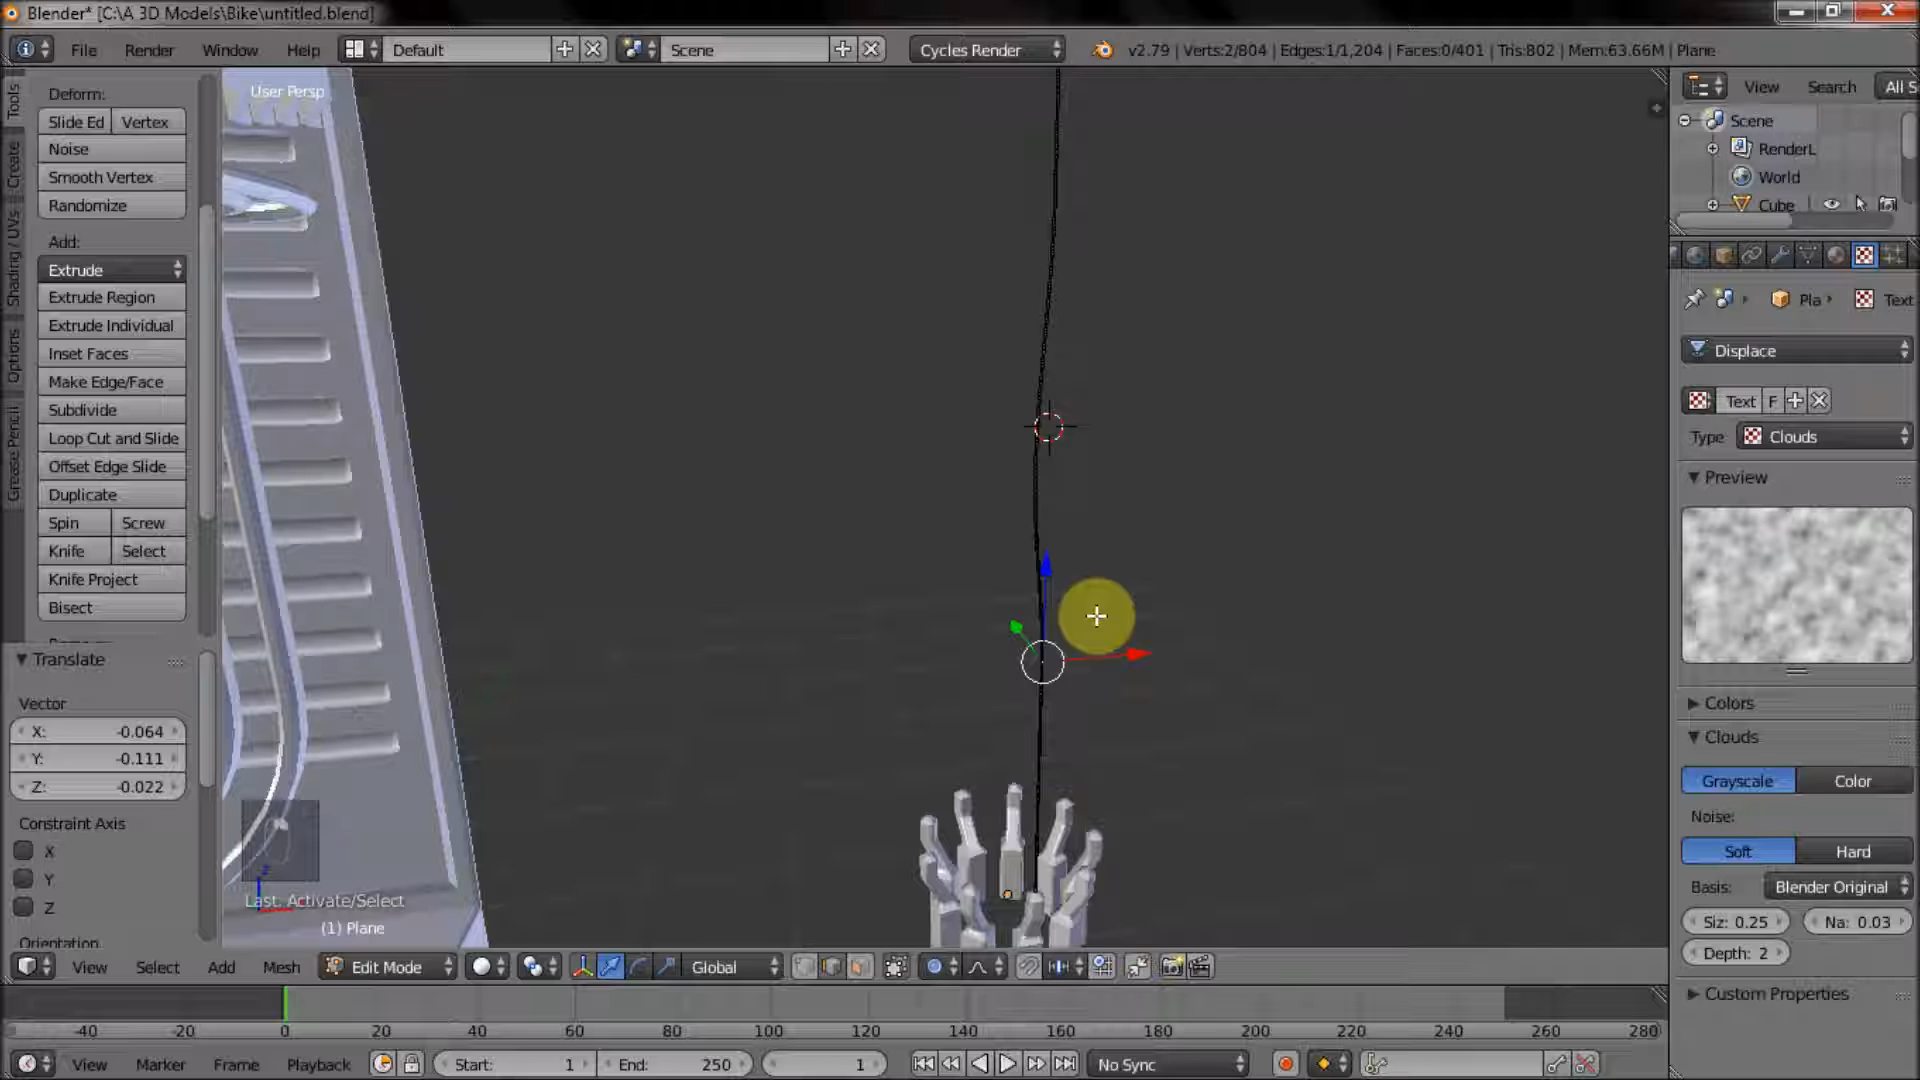 Blender* [C:\A 3D Models\Bike\untitled.blend]
File Render Window Help Default Scene Cycles Render v2.79 | Verts:2/804 | Edges:1/1,204 | Faces:0/401 | Tris:802 | Mem:63.66M | Plane
Tools
Create
Shading / UVs
Options
Grease Pencil
Deform:
Slide Ed Vertex
Noise
Smooth Vertex
Randomize
Add:
Extrude
Extrude Region
Extrude Individual
Inset Faces
Make Edge/Face
Subdivide
Loop Cut and Slide
Offset Edge Slide
Duplicate
Spin Screw
Knife Select
Knife Project
Bisect
Translate
Vector
X: -0.064
Y: -0.111
Z: -0.022
Constraint Axis
X
Y
Z
Orientation
User Persp
z
Last. Activate/Select
(1) Plane
View Search All S
Scene
RenderL
World
Cube
Pla Text
Displace
Text F
Type Clouds
Preview
Colors
Clouds
Grayscale Color
Noise:
Soft Hard
Basis: Blender Original
Siz: 0.25 Na: 0.03
Depth: 2
Custom Properties
View Select Add Mesh Edit Mode Global
-40 -20 0 20 40 60 80 100 120 140 160 180 200 220 240 260 280
View Marker Frame Playback Start: 1 End: 250 1 No Sync